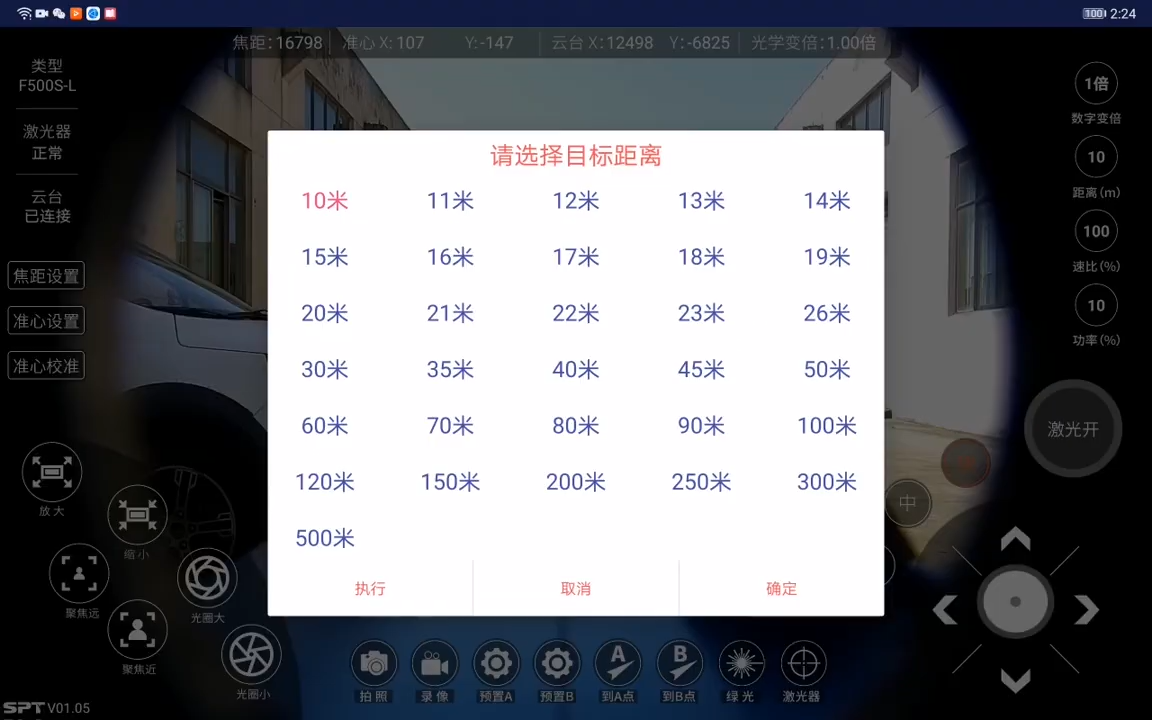 100 2:24
焦距:16798 准心 X: 107 Y:-147 云台 X:12498 Y:-6825 光学变倍:1.00倍
类型
F500S-L
激光器
正常
云台
已连接
焦距设置
准心设置
准心校准
请选择目标距离
10米 11米 12米 13米 14米
15米 16米 17米 18米 19米
20米 21米 22米 23米 26米
30米 35米 40米 45米 50米
60米 70米 80米 90米 100米
120米 150米 200米 250米 300米
500米
执行 取消 确定
1倍
数字变倍
10
距离(m)
100
速比(%)
10
功率(%)
激光开
中
放大
缩小
聚焦远
光圈大
聚焦近
光圈小
A B
拍照 录像 预置A 预置B 到A点 到B点 绿光 激光器
SPT V01.05